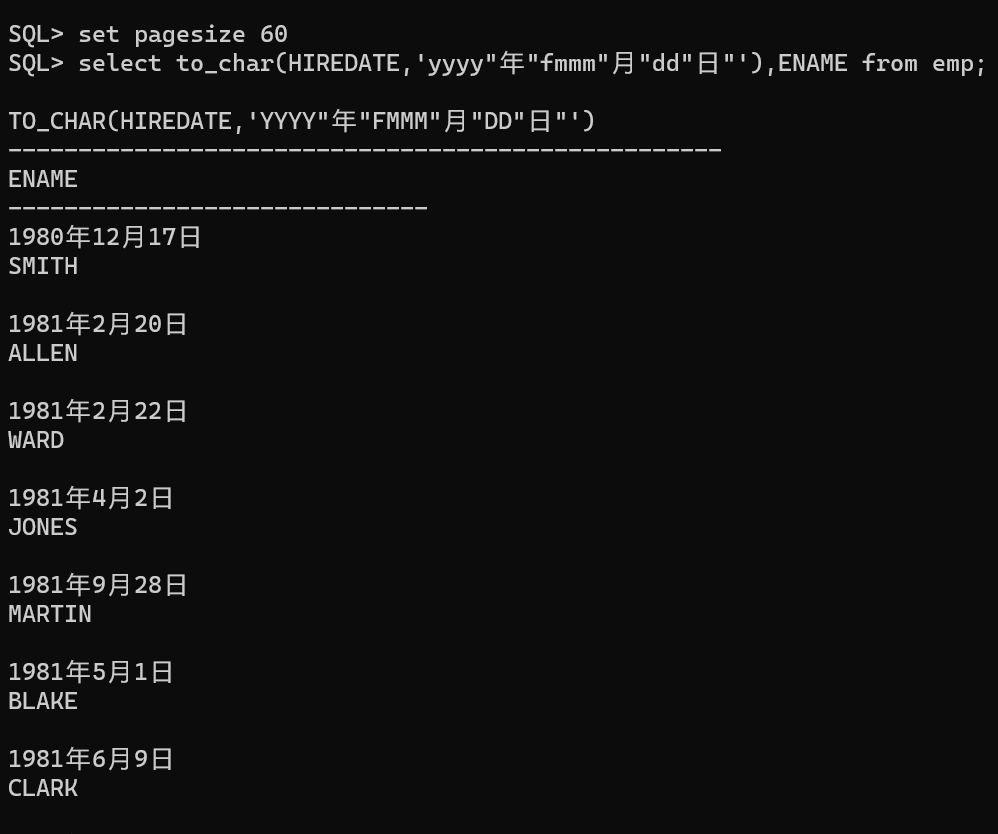 SQL> set pagesize 60
SQL> select to_char(HIREDATE,'yyyy"年"fmmm"月"dd"日"'),ENAME from emp;
TO_CHAR(HIREDATE,'YYYY"年"FMMM"月"DD"日"')
---------------------------------------------------
ENAME
------------------------------
1980年12月17日
SMITH
1981年2月20日
ALLEN
1981年2月22日
WARD
1981年4月2日
JONES
1981年9月28日
MARTIN
1981年5月1日
BLAKE
1981年6月9日
CLARK